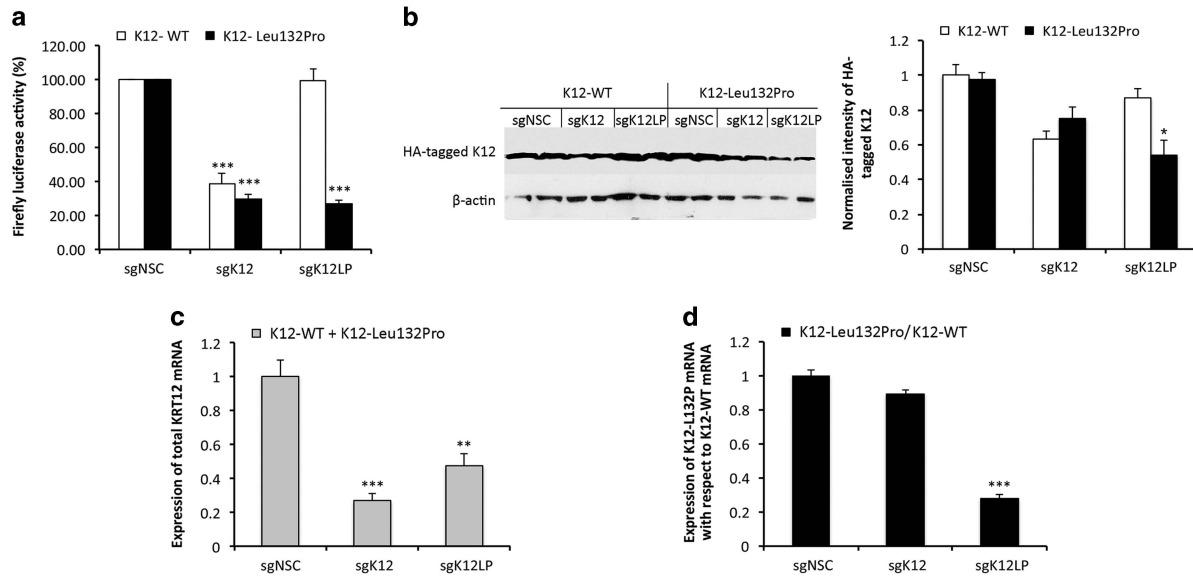 a
K12- WT K12- Leu132Pro
Firefly luciferase activity (%)
120.00
100.00
80.00
60.00
40.00
20.00
0.00
***
***
***
sgNSC sgK12 sgK12LP
b
K12-WT K12-Leu132Pro
sgNSC sgK12 sgK12LP sgNSC sgK12 sgK12LP
HA-tagged K12
β-actin
K12-WT K12-Leu132Pro
Normalised intensity of HA-
tagged K12
1.2
1
0.8
0.6
0.4
0.2
0
*
sgNSC sgK12 sgK12LP
c
K12-WT + K12-Leu132Pro
Expression of total KRT12 mRNA
1.2
1
0.8
0.6
0.4
0.2
0
***
**
sgNSC sgK12 sgK12LP
d
K12-Leu132Pro/K12-WT
Expression of K12-L132P mRNA
with respect to K12-WT mRNA
1.2
1
0.8
0.6
0.4
0.2
0
***
sgNSC sgK12 sgK12LP